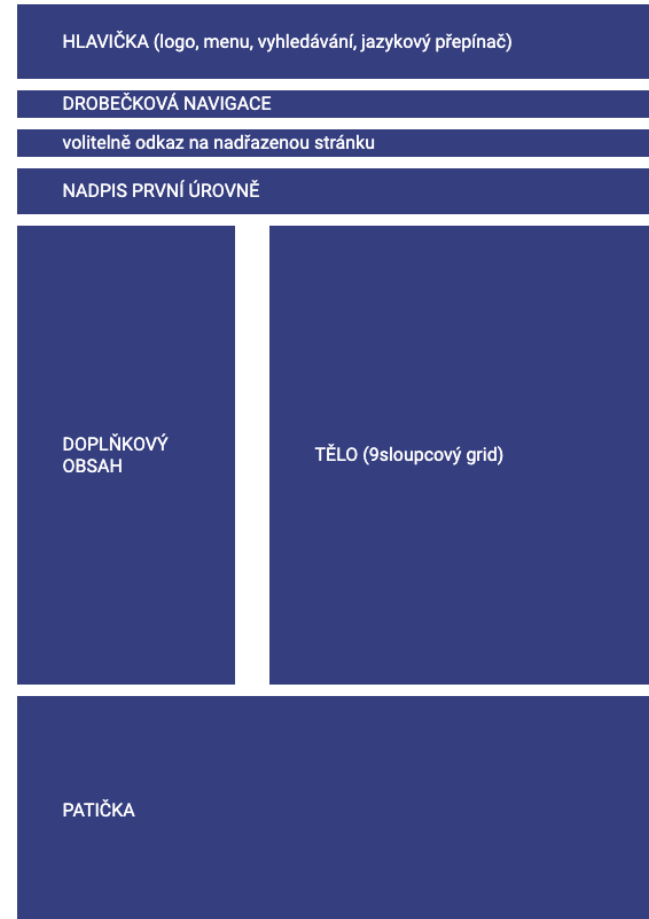 HLAVIČKA (logo, menu, vyhledávání, jazykový přepínač)
DROBEČKOVÁ NAVIGACE
volitelně odkaz na nadřazenou stránku
NADPIS PRVNÍ ÚROVNĚ
DOPLŇKOVÝ
OBSAH
TĚLO (9sloupcový grid)
PATIČKA